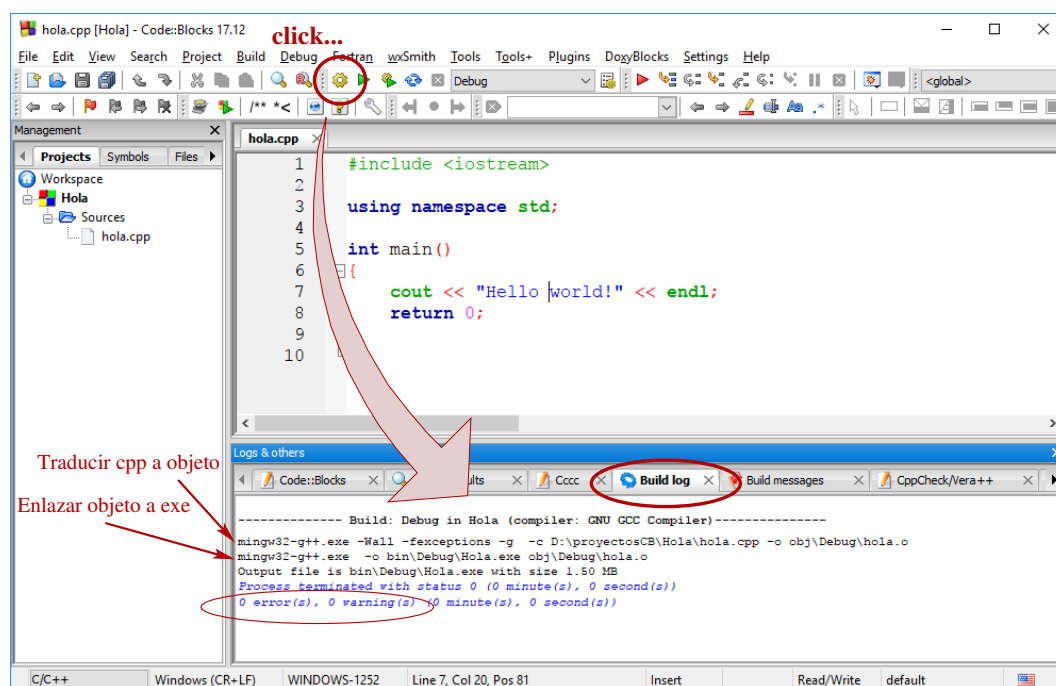 hola.cpp [Hola] - Code::Blocks 17.12
click...
File Edit View Search Project Build Debug Fortran wxSmith Tools Tools+ Plugins DoxyBlocks Settings Help
Debug
<global>
/** *<
Management
Projects Symbols Files
Workspace
Hola
Sources
hola.cpp
hola.cpp
1 #include <iostream>
2
3 using namespace std;
4
5 int main()
6 {
7 cout << "Hello world!" << endl;
8 return 0;
9
10
Traducir cpp a objeto
Enlazar objeto a exe
Logs & others
Code::Blocks Cccc Build log Build messages CppCheck/Vera++
-------------- Build: Debug in Hola (compiler: GNU GCC Compiler)---------------
mingw32-g++.exe -Wall -fexceptions -g -c D:\proyectosCB\Hola\hola.cpp -o obj\Debug\hola.o
mingw32-g++.exe -o bin\Debug\Hola.exe obj\Debug\hola.o
Output file is bin\Debug\Hola.exe with size 1.50 MB
Process terminated with status 0 (0 minute(s), 0 second(s))
0 error(s), 0 warning(s) (0 minute(s), 0 second(s))
C/C++ Windows (CR+LF) WINDOWS-1252 Line 7, Col 20, Pos 81 Insert Read/Write default